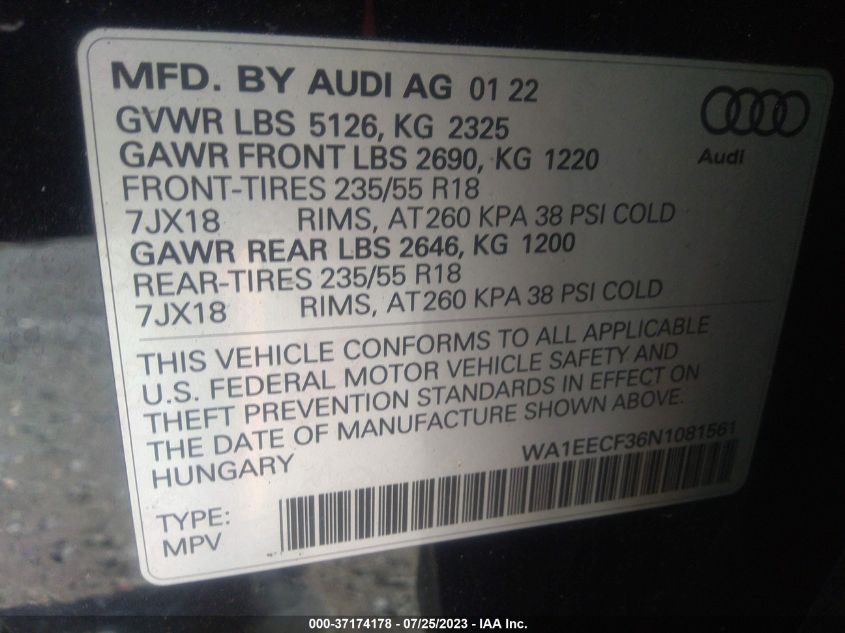 MFD. BY AUDI AG 01 22
GVWR LBS 5126, KG 2325
GAWR FRONT LBS 2690, KG 1220
FRONT-TIRES 235/55 R18
7JX18 RIMS, AT 260 KPA 38 PSI COLD
GAWR REAR LBS 2646, KG 1200
REAR-TIRES 235/55 R18
7JX18 RIMS, AT 260 KPA 38 PSI COLD
Audi
THIS VEHICLE CONFORMS TO ALL APPLICABLE
U.S. FEDERAL MOTOR VEHICLE SAFETY AND
THEFT PREVENTION STANDARDS IN EFFECT ON
THE DATE OF MANUFACTURE SHOWN ABOVE.
HUNGARY WA1EECF36N1081561
TYPE:
MPV
000-37174178 - 07/25/2023 - IAA Inc.